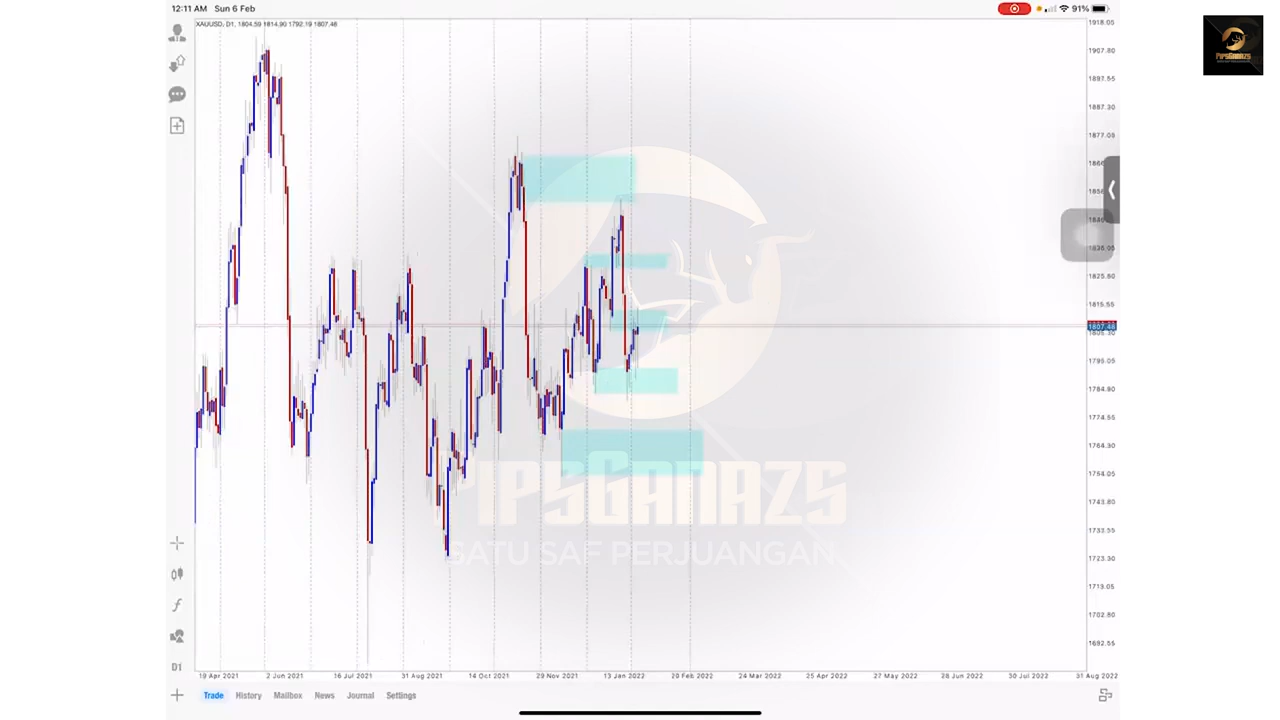 12:11 AM Sun 6 Feb
91%
XAUUSD, D1, 1804.59 1814.90 1792.19 1807.48
1918.05
1907.80
1897.55
1887.30
1877.05
1836.05
1825.80
1815.55
1807.48
1795.05
1784.80
1774.55
1764.30
1754.05
1743.80
1733.55
1723.30
1713.05
1702.80
1692.55
PIPSGANAZS
SATU SAF PERJUANGAN
f
D1
19 Apr 2021
2 Jun 2021
16 Jul 2021
31 Aug 2021
14 Oct 2021
29 Nov 2021
13 Jan 2022
20 Feb 2022
24 Mar 2022
25 Apr 2022
27 May 2022
28 Jun 2022
30 Jul 2022
31 Aug 2022
Trade History Mailbox News Journal Settings
PIPSGANAZS